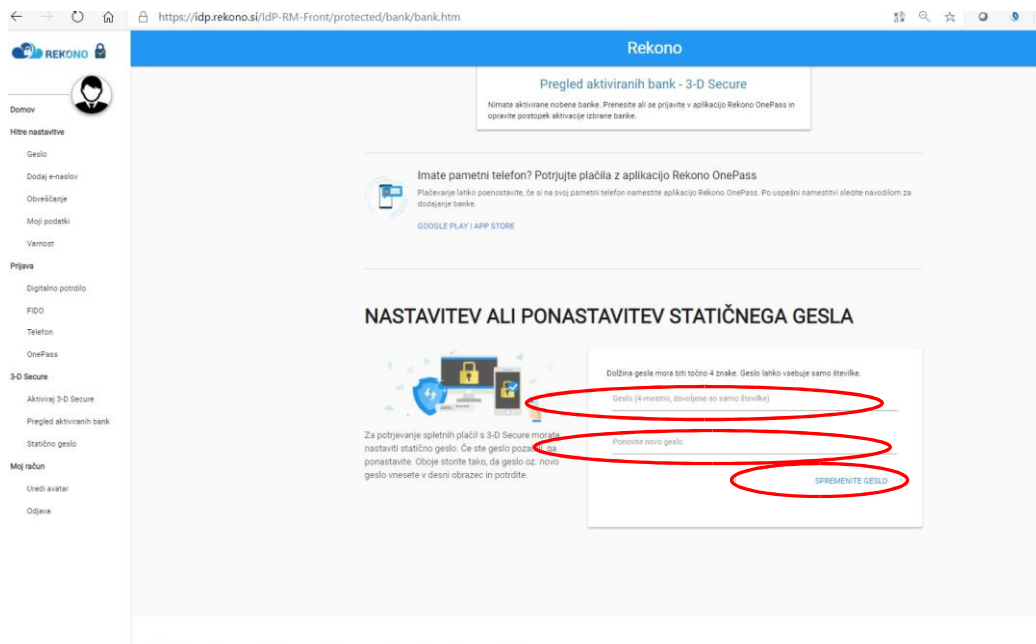 https://idp.rekono.si/IdP-RM-Front/protected/bank/bank.htm
REKONO
Rekono
Domov
Hitre nastavitve
Geslo
Dodaj e-naslov
Obveščanje
Moji podatki
Varnost
Prijava
Digitalno potrdilo
FIDO
Telefon
OnePass
3-D Secure
Aktiviraj 3-D Secure
Pregled aktiviranih bank
Statično geslo
Moj račun
Uredi avatar
Odjava
Pregled aktiviranih bank - 3-D Secure
Nimate aktivirane nobene banke. Prenesite ali se prijavite v aplikacijo Rekono OnePass in
opravite postopek aktivacije izbrane banke.
Imate pametni telefon? Potrjujte plačila z aplikacijo Rekono OnePass
Plačevanje lahko poenostavite, če si na svoj pametni telefon namestite aplikacijo Rekono OnePass. Po uspešni namestitvi sledite navodilom za
dodajanje banke.
GOOGLE PLAY | APP STORE
NASTAVITEV ALI PONASTAVITEV STATIČNEGA GESLA
Za potrjevanje spletnih plačil s 3-D Secure morate
nastaviti statično geslo. Če ste geslo pozabili, ga
ponastavite. Oboje storite tako, da geslo oz. novo
geslo vnesete v desni obrazec in potrdite.
Dolžina gesla mora biti točno 4 znake. Geslo lahko vsebuje samo številke.
Geslo (4-mestno, dovoljene so samo številke)
Ponovite novo geslo
SPREMENITE GESLO